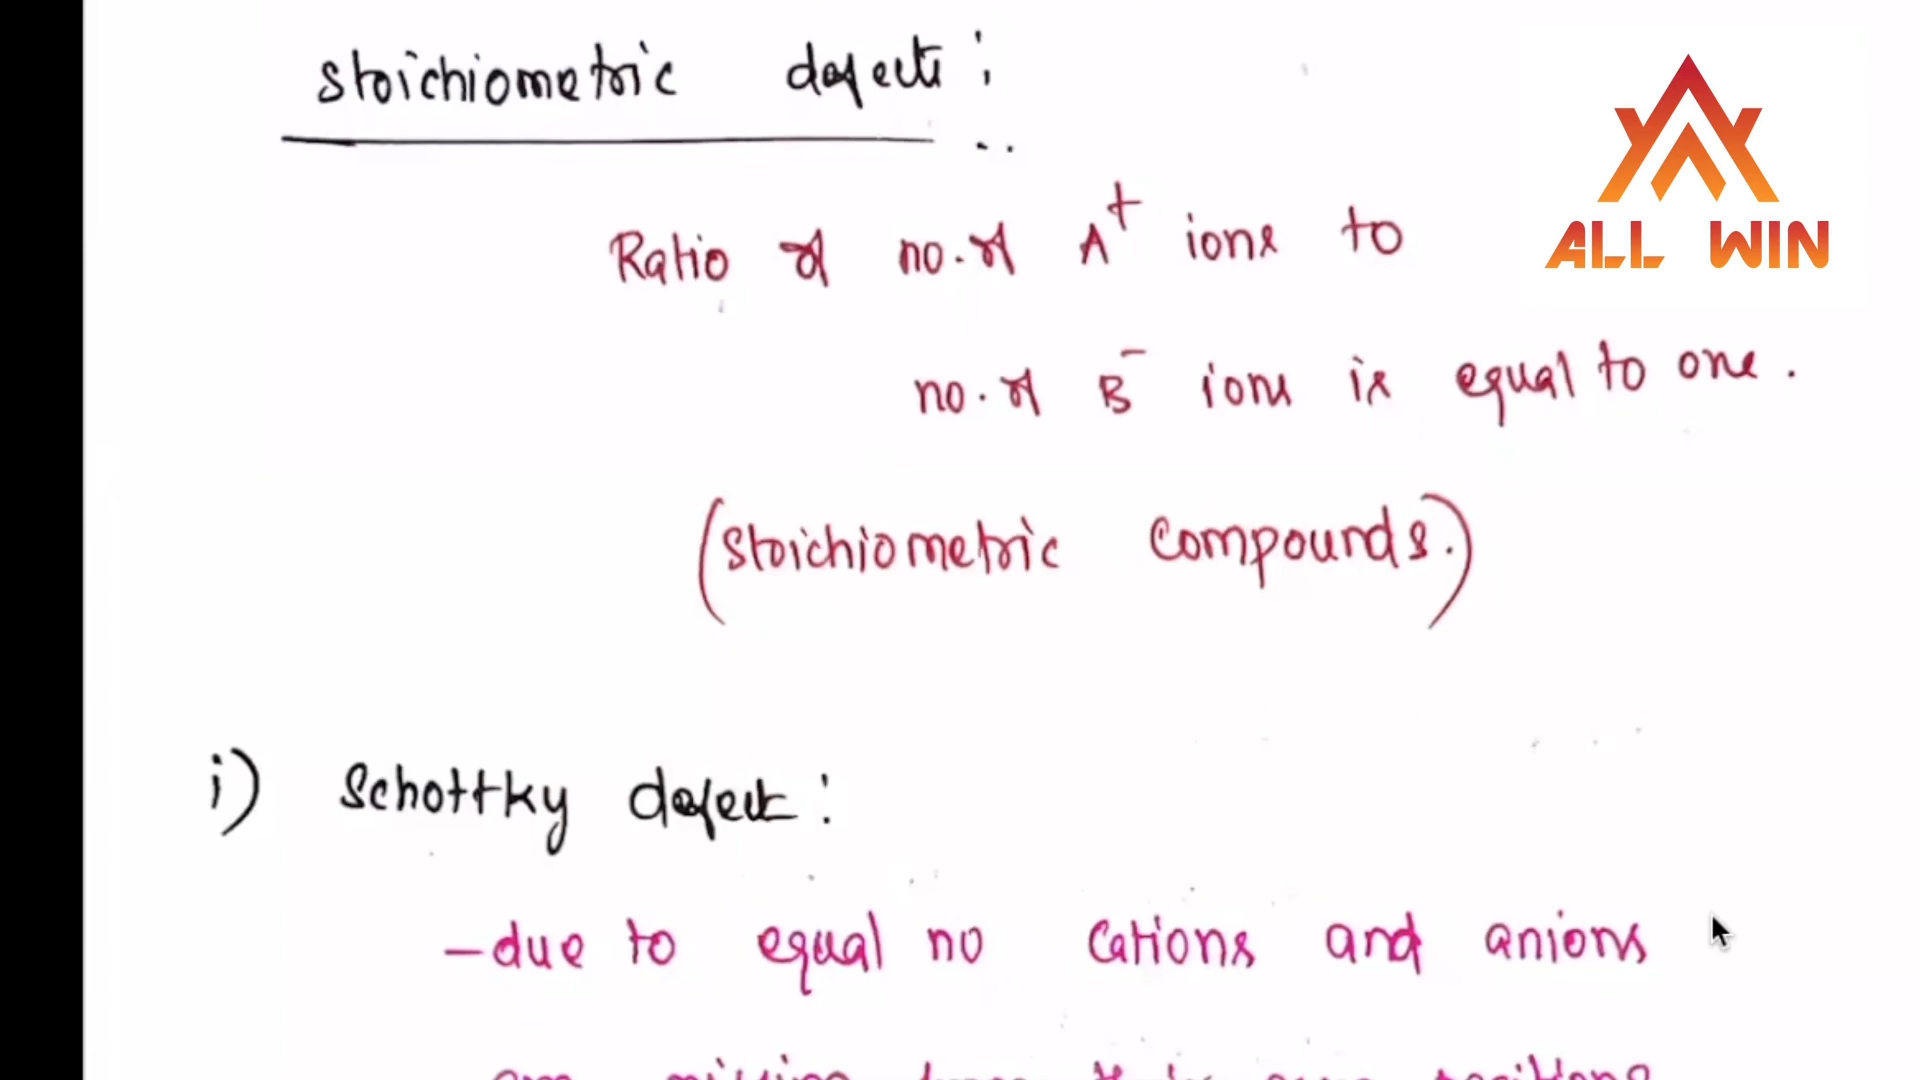 Stoichiometric defects:
ALL WIN
Ratio of no. of A+ ions to
no. of B- ions is equal to one.
(Stoichiometric compounds.)
i) Schottky defect:
- due to equal no cations and anions